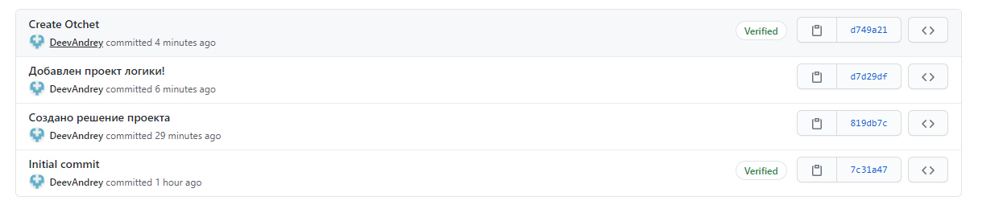 Create Otchet
DeevAndrey committed 4 minutes ago
Verified
d749a21
Добавлен проект логики!
DeevAndrey committed 6 minutes ago
d7d29df
Создано решение проекта
DeevAndrey committed 29 minutes ago
819db7c
Initial commit
DeevAndrey committed 1 hour ago
Verified
7c31a47